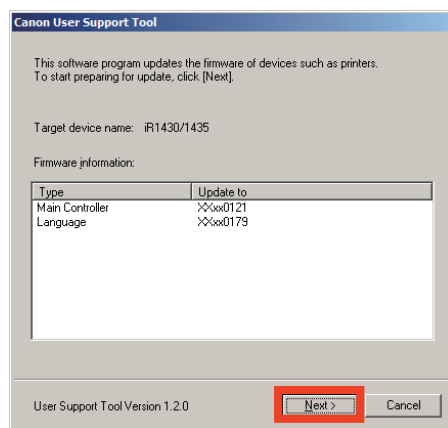 Canon User Support Tool
This software program updates the firmware of devices such as printers.
To start preparing for update, click [Next].
Target device name: iR1430/1435
Firmware information:
Type Update to
Main Controller XXxx0121
Language XXxx0179
User Support Tool Version 1.2.0
Next >
Cancel